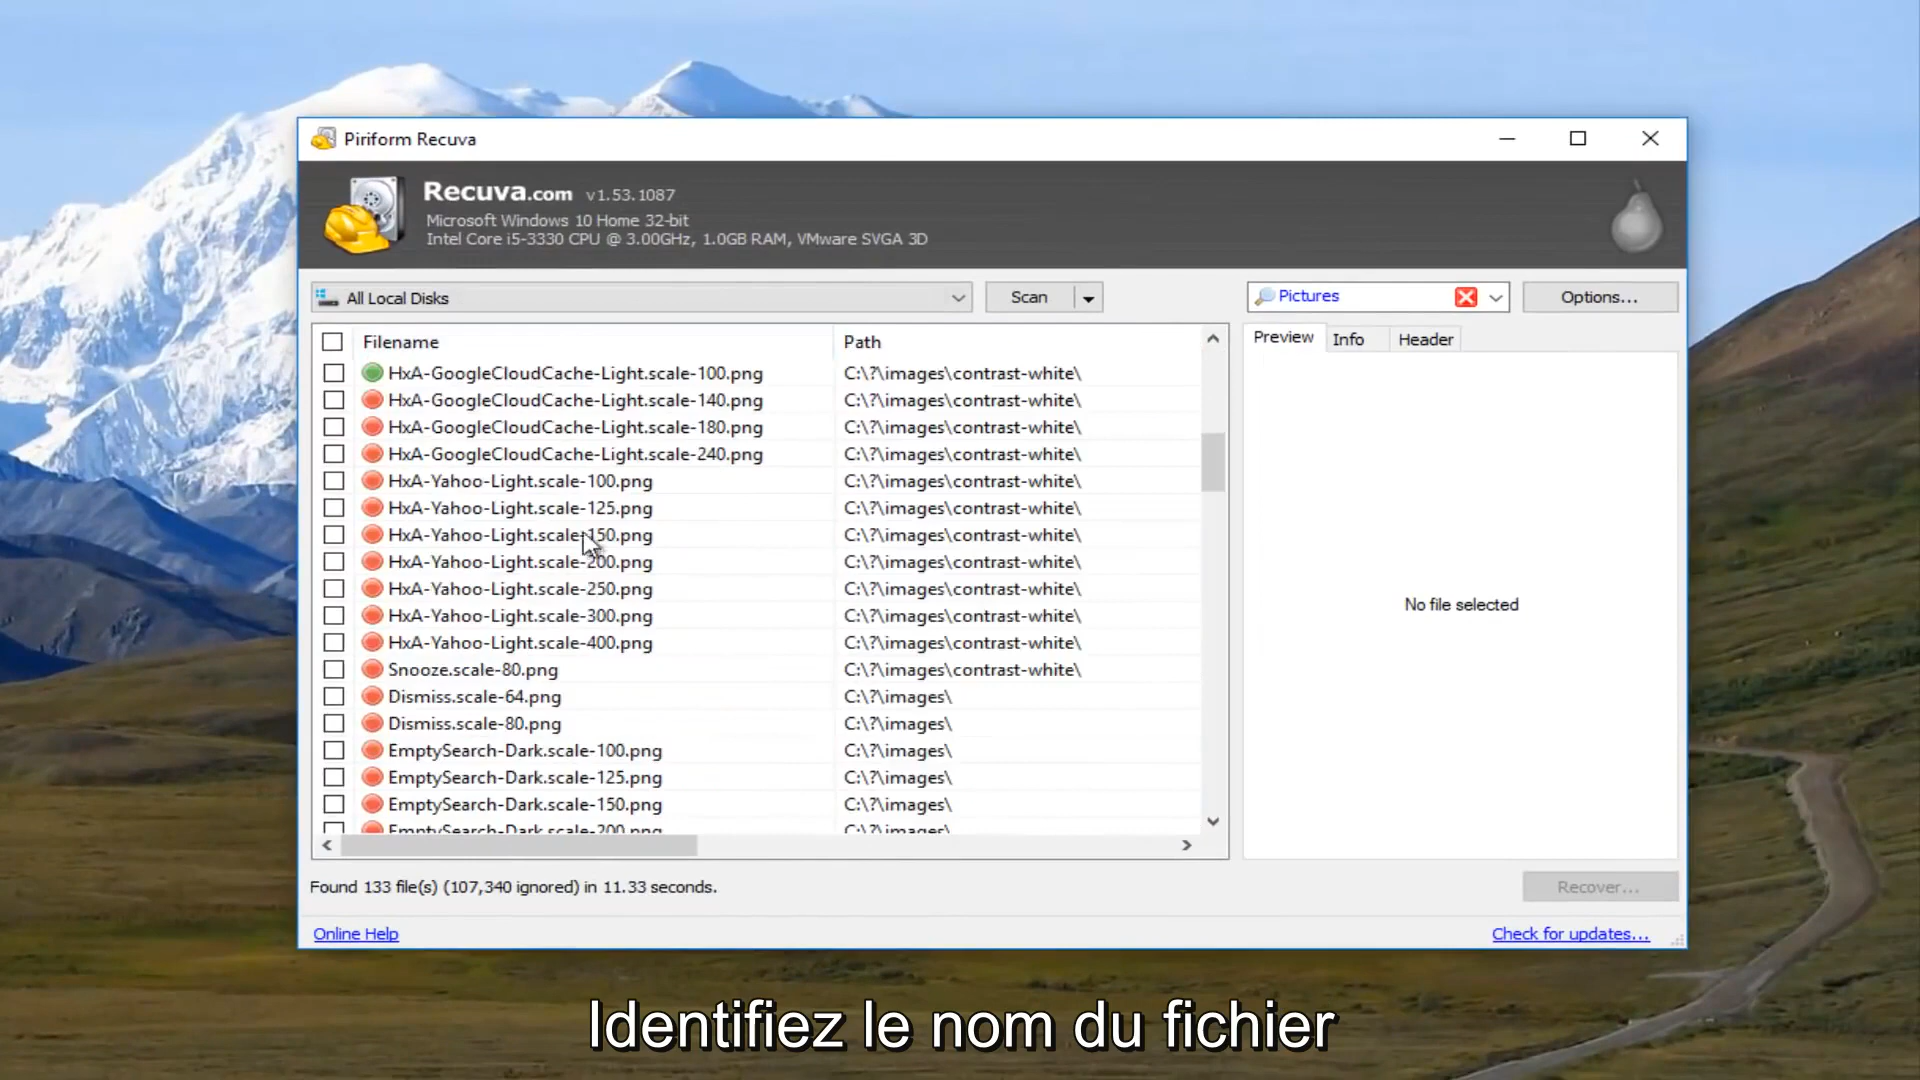 Piriform Recuva
Recuva.com v1.53.1087
Microsoft Windows 10 Home 32-bit
Intel Core i5-3330 CPU @ 3.00GHz, 1.0GB RAM, VMware SVGA 3D
All Local Disks
Scan
Pictures
Options...
Filename Path
HxA-GoogleCloudCache-Light.scale-100.png C:\?\images\contrast-white\
HxA-GoogleCloudCache-Light.scale-140.png C:\?\images\contrast-white\
HxA-GoogleCloudCache-Light.scale-180.png C:\?\images\contrast-white\
HxA-GoogleCloudCache-Light.scale-240.png C:\?\images\contrast-white\
HxA-Yahoo-Light.scale-100.png C:\?\images\contrast-white\
HxA-Yahoo-Light.scale-125.png C:\?\images\contrast-white\
HxA-Yahoo-Light.scale-150.png C:\?\images\contrast-white\
HxA-Yahoo-Light.scale-200.png C:\?\images\contrast-white\
HxA-Yahoo-Light.scale-250.png C:\?\images\contrast-white\
HxA-Yahoo-Light.scale-300.png C:\?\images\contrast-white\
HxA-Yahoo-Light.scale-400.png C:\?\images\contrast-white\
Snooze.scale-80.png C:\?\images\contrast-white\
Dismiss.scale-64.png C:\?\images\
Dismiss.scale-80.png C:\?\images\
EmptySearch-Dark.scale-100.png C:\?\images\
EmptySearch-Dark.scale-125.png C:\?\images\
EmptySearch-Dark.scale-150.png C:\?\images\
EmptySearch-Dark.scale-200.png C:\?\images\
Preview Info Header
No file selected
Found 133 file(s) (107,340 ignored) in 11.33 seconds.
Recover...
Online Help
Check for updates...
Identifiez le nom du fichier